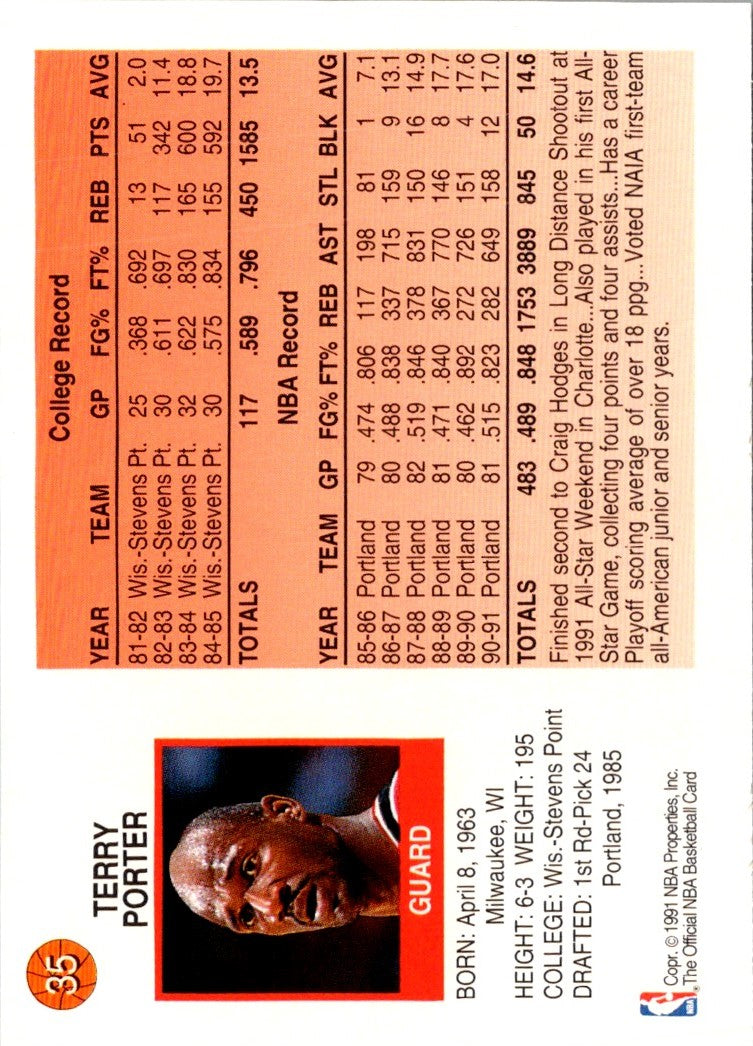 35
TERRY
PORTER
GUARD
BORN: April 8, 1963
Milwaukee, WI
HEIGHT: 6-3 WEIGHT: 195
COLLEGE: Wis.-Stevens Point
DRAFTED: 1st Rd-Pick 24
Portland, 1985
NBA
Copr. © 1991 NBA Properties, Inc.
The Official NBA Basketball Card
College Record
YEAR TEAM GP FG% FT% REB PTS AVG
81-82 Wis.-Stevens Pt. 25 .368 .692 13 51 2.0
82-83 Wis.-Stevens Pt. 30 .611 .697 117 342 11.4
83-84 Wis.-Stevens Pt. 32 .622 .830 165 600 18.8
84-85 Wis.-Stevens Pt. 30 .575 .834 155 592 19.7
TOTALS 117 .589 .796 450 1585 13.5
NBA Record
YEAR TEAM GP FG% FT% REB AST STL BLK AVG
85-86 Portland 79 .474 .806 117 198 81 1 7.1
86-87 Portland 80 .488 .838 337 715 159 9 13.1
87-88 Portland 82 .519 .846 378 831 150 16 14.9
88-89 Portland 81 .471 .840 367 770 146 8 17.7
89-90 Portland 80 .462 .892 272 726 151 4 17.6
90-91 Portland 81 .515 .823 282 649 158 12 17.0
TOTALS 483 .489 .848 1753 3889 845 50 14.6
Finished second to Craig Hodges in Long Distance Shootout at
1991 All-Star Weekend in Charlotte...Also played in his first All-
Star Game, collecting four points and four assists...Has a career
Playoff scoring average of over 18 ppg...Voted NAIA first-team
all-American junior and senior years.